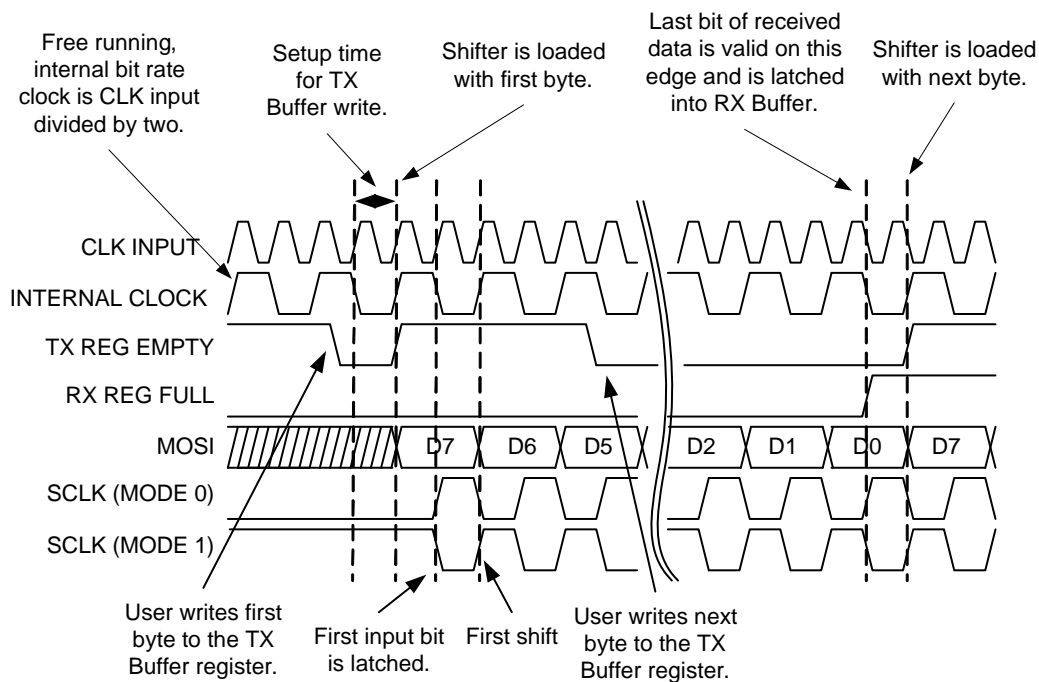 Free running,
internal bit rate
clock is CLK input
divided by two.
Setup time
for TX
Buffer write.
Shifter is loaded
with first byte.
Last bit of received
data is valid on this
edge and is latched
into RX Buffer.
Shifter is loaded
with next byte.
CLK INPUT
INTERNAL CLOCK
TX REG EMPTY
RX REG FULL
MOSI
D7 D6 D5 D2 D1 D0 D7
SCLK (MODE 0)
SCLK (MODE 1)
User writes first
byte to the TX
Buffer register.
First input bit
is latched.
First shift
User writes next
byte to the TX
Buffer register.